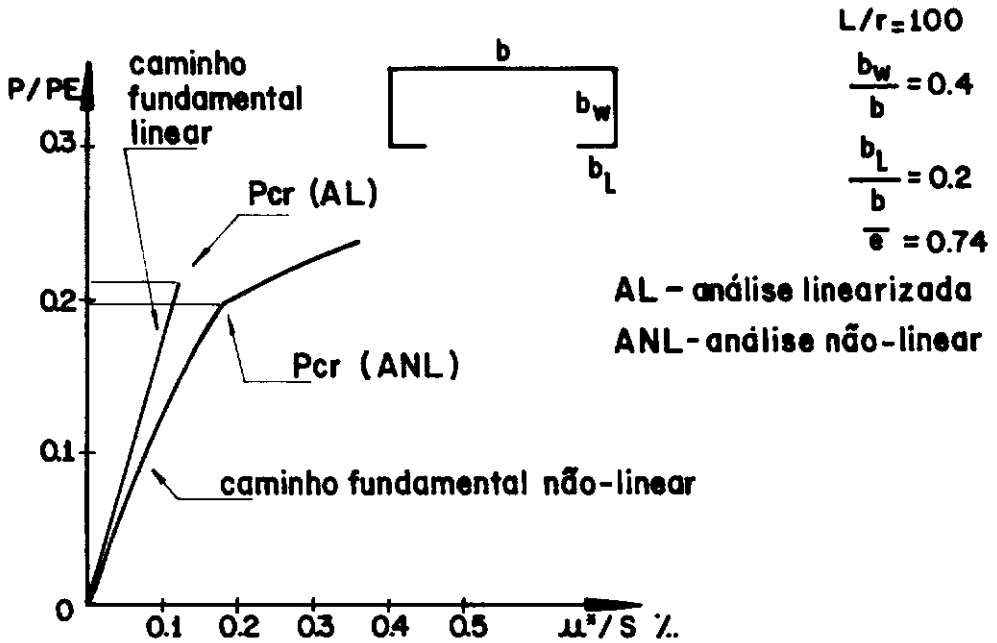 P/PE
caminho
fundamental
linear
b
b_w
b_L
L/r=100
b_w/b = 0.4
b_L/b = 0.2
e̅ = 0.74
0.3
Pcr (AL)
0.2
AL - análise linearizada
ANL - análise não-linear
Pcr (ANL)
0.1
caminho fundamental não-linear
0
0.1 0.2 0.3 0.4 0.5 u*/S %.